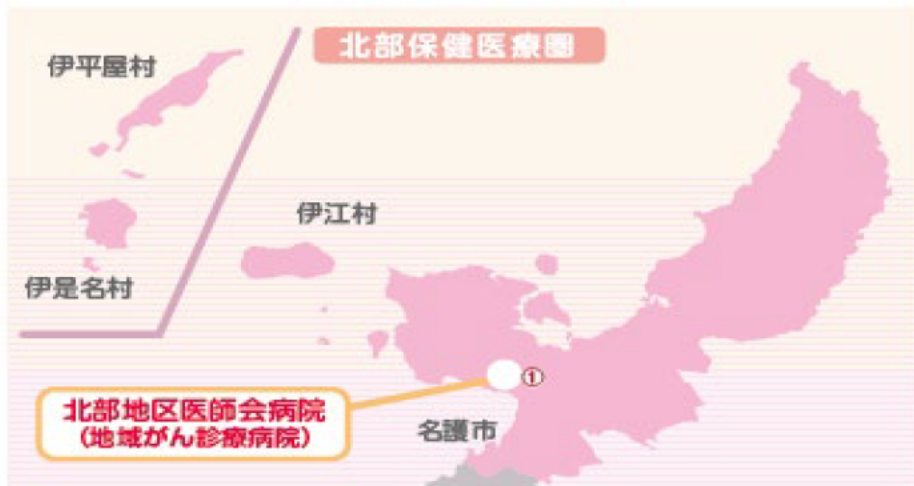 北部保健医療圏
伊平屋村
伊江村
伊是名村
①
北部地区医師会病院
(地域がん診療病院)
名護市